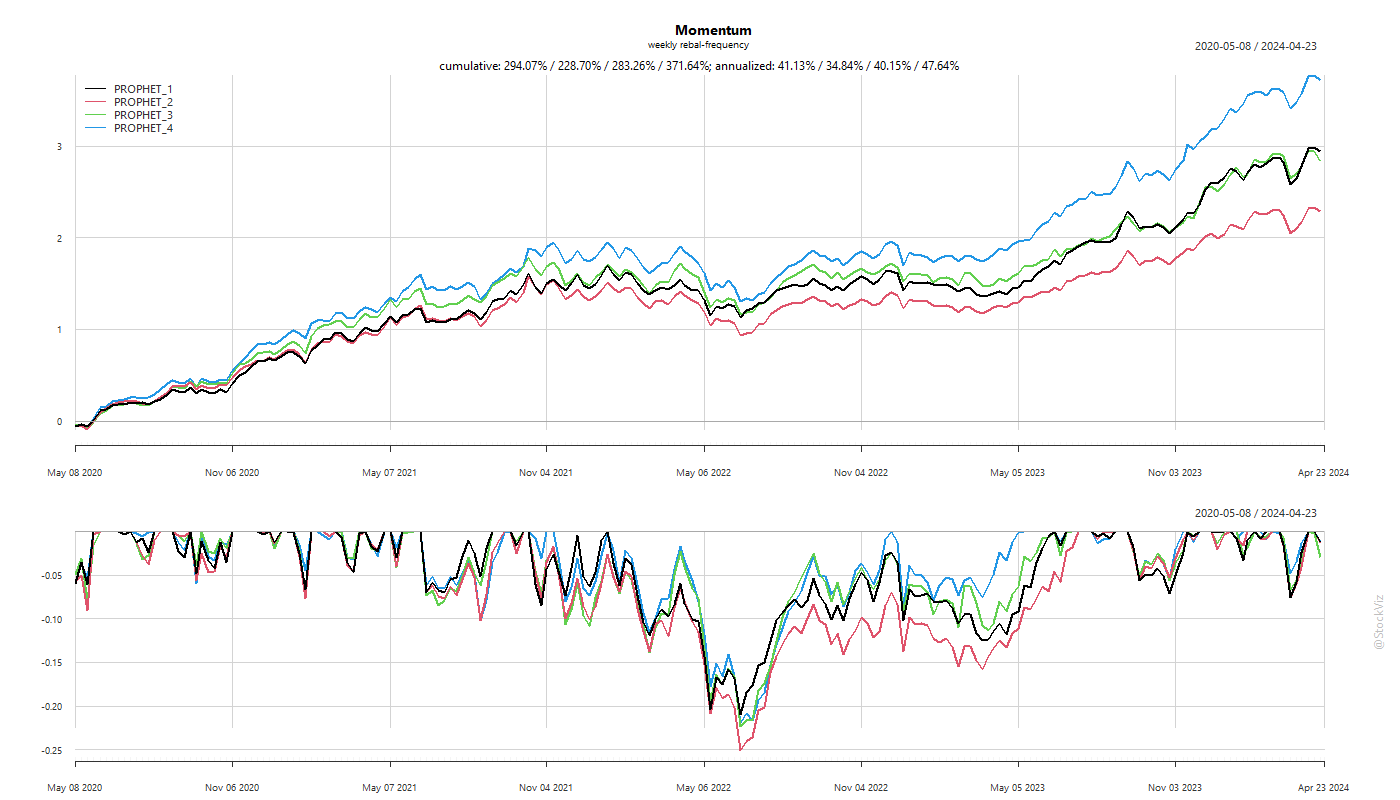 Momentum
weekly rebal-frequency
2020-05-08 / 2024-04-23
cumulative: 294.07% / 228.70% / 283.26% / 371.64%; annualized: 41.13% / 34.84% / 40.15% / 47.64%
PROPHET_1
PROPHET_2
PROPHET_3
PROPHET_4
3
2
1
0
May 08 2020 Nov 06 2020 May 07 2021 Nov 04 2021 May 06 2022 Nov 04 2022 May 05 2023 Nov 03 2023 Apr 23 2024
2020-05-08 / 2024-04-23
-0.05
-0.10
-0.15
-0.20
-0.25
May 08 2020 Nov 06 2020 May 07 2021 Nov 04 2021 May 06 2022 Nov 04 2022 May 05 2023 Nov 03 2023 Apr 23 2024
@StockViz